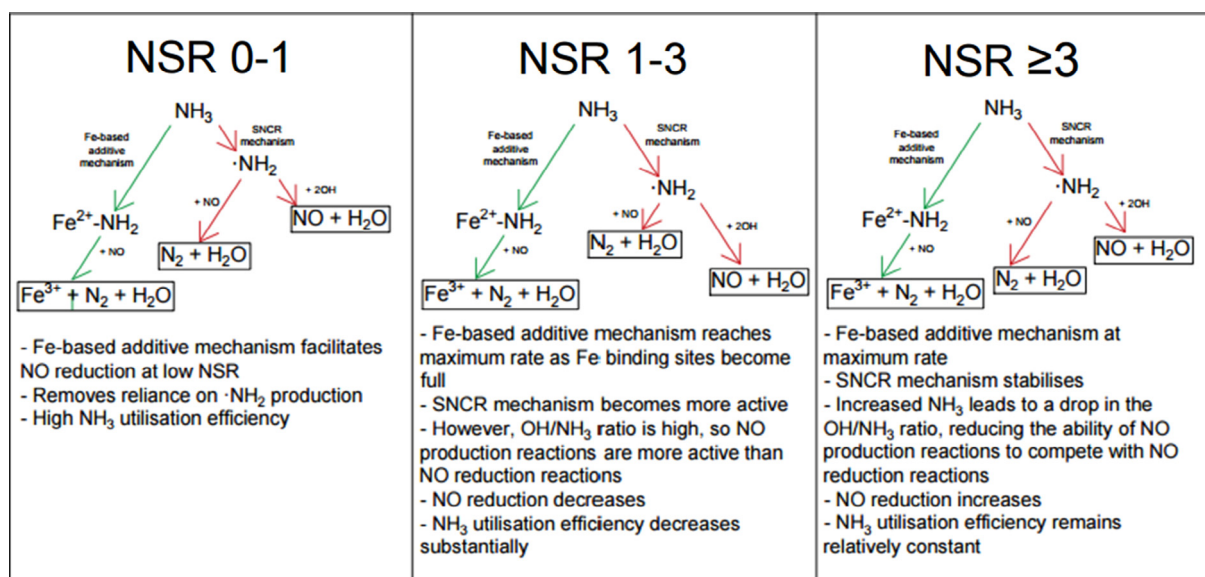 NSR 0-1
NH₃
Fe-based
additive
mechanism
SNCR
mechanism
·NH₂
+ NO
+ 2OH
Fe²⁺-NH₂
NO + H₂O
+ NO
N₂ + H₂O
Fe³⁺ + N₂ + H₂O
- Fe-based additive mechanism facilitates
NO reduction at low NSR
- Removes reliance on ·NH₂ production
- High NH₃ utilisation efficiency
NSR 1-3
NH₃
Fe-based
additive
mechanism
SNCR
mechanism
·NH₂
+ NO
+ 2OH
Fe²⁺-NH₂
+ NO
N₂ + H₂O
NO + H₂O
Fe³⁺ + N₂ + H₂O
- Fe-based additive mechanism reaches
maximum rate as Fe binding sites become
full
- SNCR mechanism becomes more active
- However, OH/NH₃ ratio is high, so NO
production reactions are more active than
NO reduction reactions
- NO reduction decreases
- NH₃ utilisation efficiency decreases
substantially
NSR ≥3
NH₃
Fe-based
additive
mechanism
SNCR
mechanism
·NH₂
+ NO
+ 2OH
Fe²⁺-NH₂
+ NO
NO + H₂O
N₂ + H₂O
Fe³⁺ + N₂ + H₂O
- Fe-based additive mechanism at
maximum rate
- SNCR mechanism stabilises
- Increased NH₃ leads to a drop in the
OH/NH₃ ratio, reducing the ability of NO
production reactions to compete with NO
reduction reactions
- NO reduction increases
- NH₃ utilisation efficiency remains
relatively constant